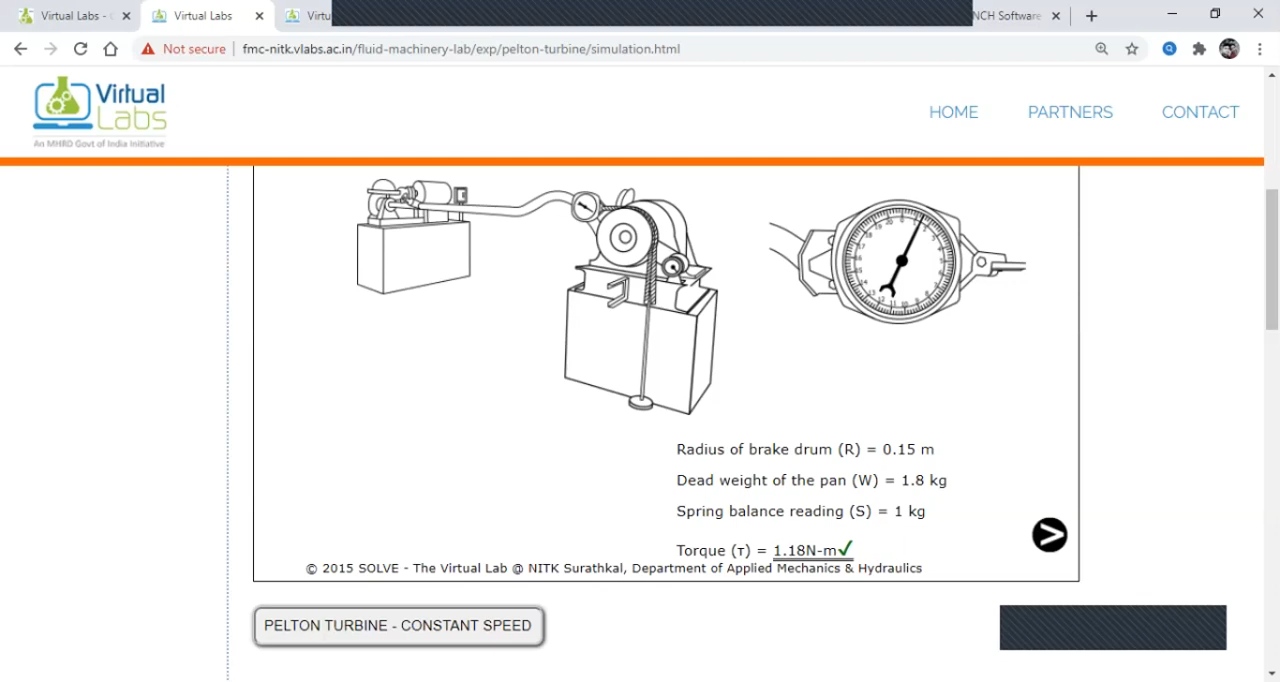 Virtual Labs -
Virtual Labs
Virtu
NCH Software
Not secure
fmc-nitk.vlabs.ac.in/fluid-machinery-lab/exp/pelton-turbine/simulation.html
Virtual
Labs
An MHRD Govt of India Initiative
HOME
PARTNERS
CONTACT
Radius of brake drum (R) = 0.15 m
Dead weight of the pan (W) = 1.8 kg
Spring balance reading (S) = 1 kg
Torque (τ) = 1.18N-m✓
© 2015 SOLVE - The Virtual Lab @ NITK Surathkal, Department of Applied Mechanics & Hydraulics
PELTON TURBINE - CONSTANT SPEED